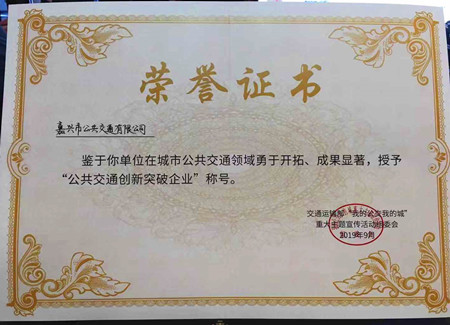 荣誉证书
嘉兴市公共交通有限公司
鉴于你单位在城市公共交通领域勇于开拓、成果显著，授予
“公共交通创新突破企业”称号。
交通运输部“我的公交我的城”
重大主题宣传活动组委会
2019年9月